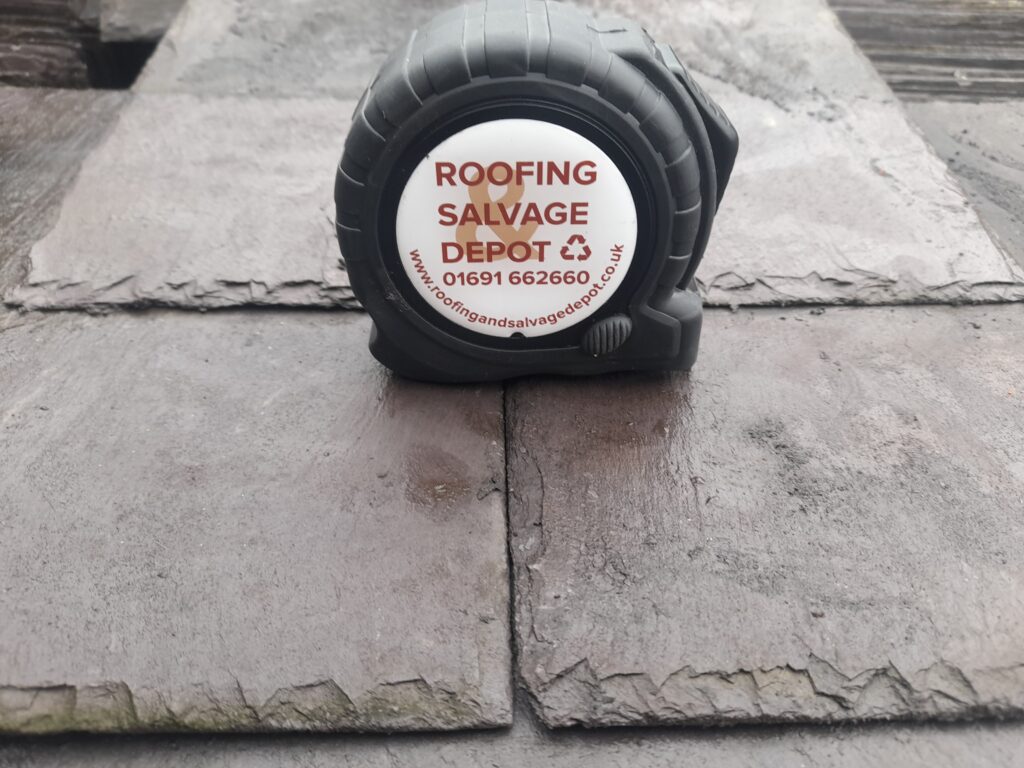 ROOFING
&
SALVAGE
DEPOT
01691 662660
www.roofingandsalvagedepot.co.uk